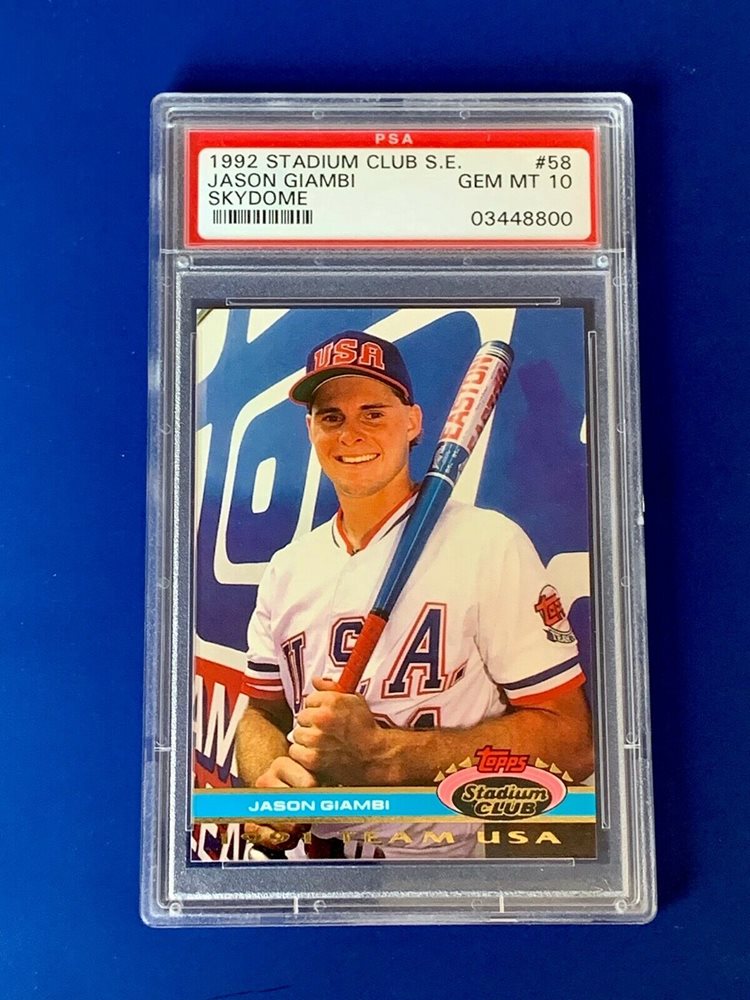 PSA
1992 STADIUM CLUB S.E. #58
JASON GIAMBI GEM MT 10
SKYDOME
03448800
USA
EASTON
U.S.A.
topps
Stadium
CLUB
JASON GIAMBI
1991 TEAM USA